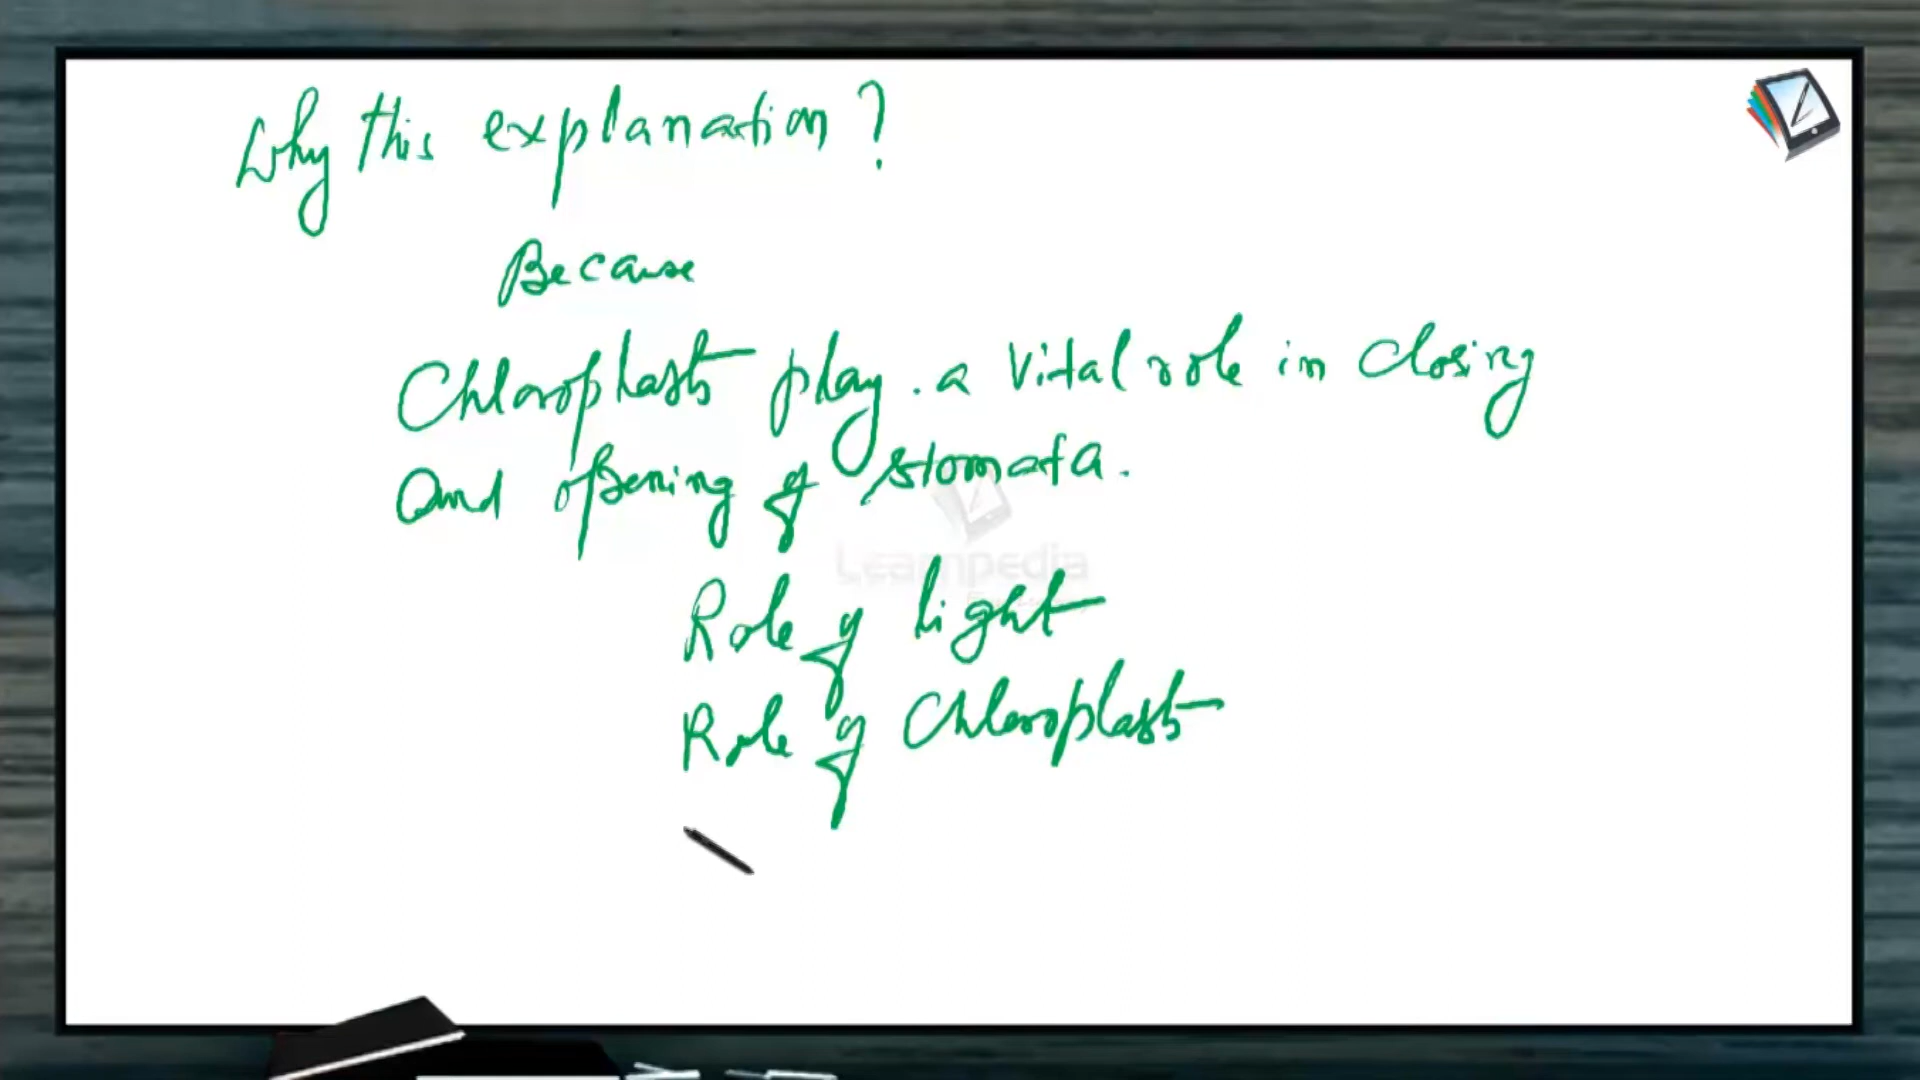 Why this explanation?
Because
Chloroplasts play a vital role in closing
and opening of stomata.
Learnpedia
Role of light
Role of Chloroplasts